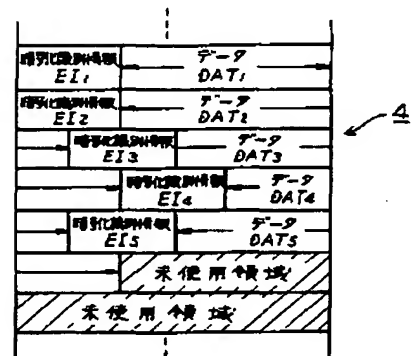 暗号化識別情報 データ
EI1 DAT1
暗号化識別情報 データ
EI2 DAT2
4
暗号化識別情報 データ
EI3 DAT3
暗号化識別情報 データ
EI4 DAT4
暗号化識別情報 データ
EI5 DAT5
未使用領域
未使用領域